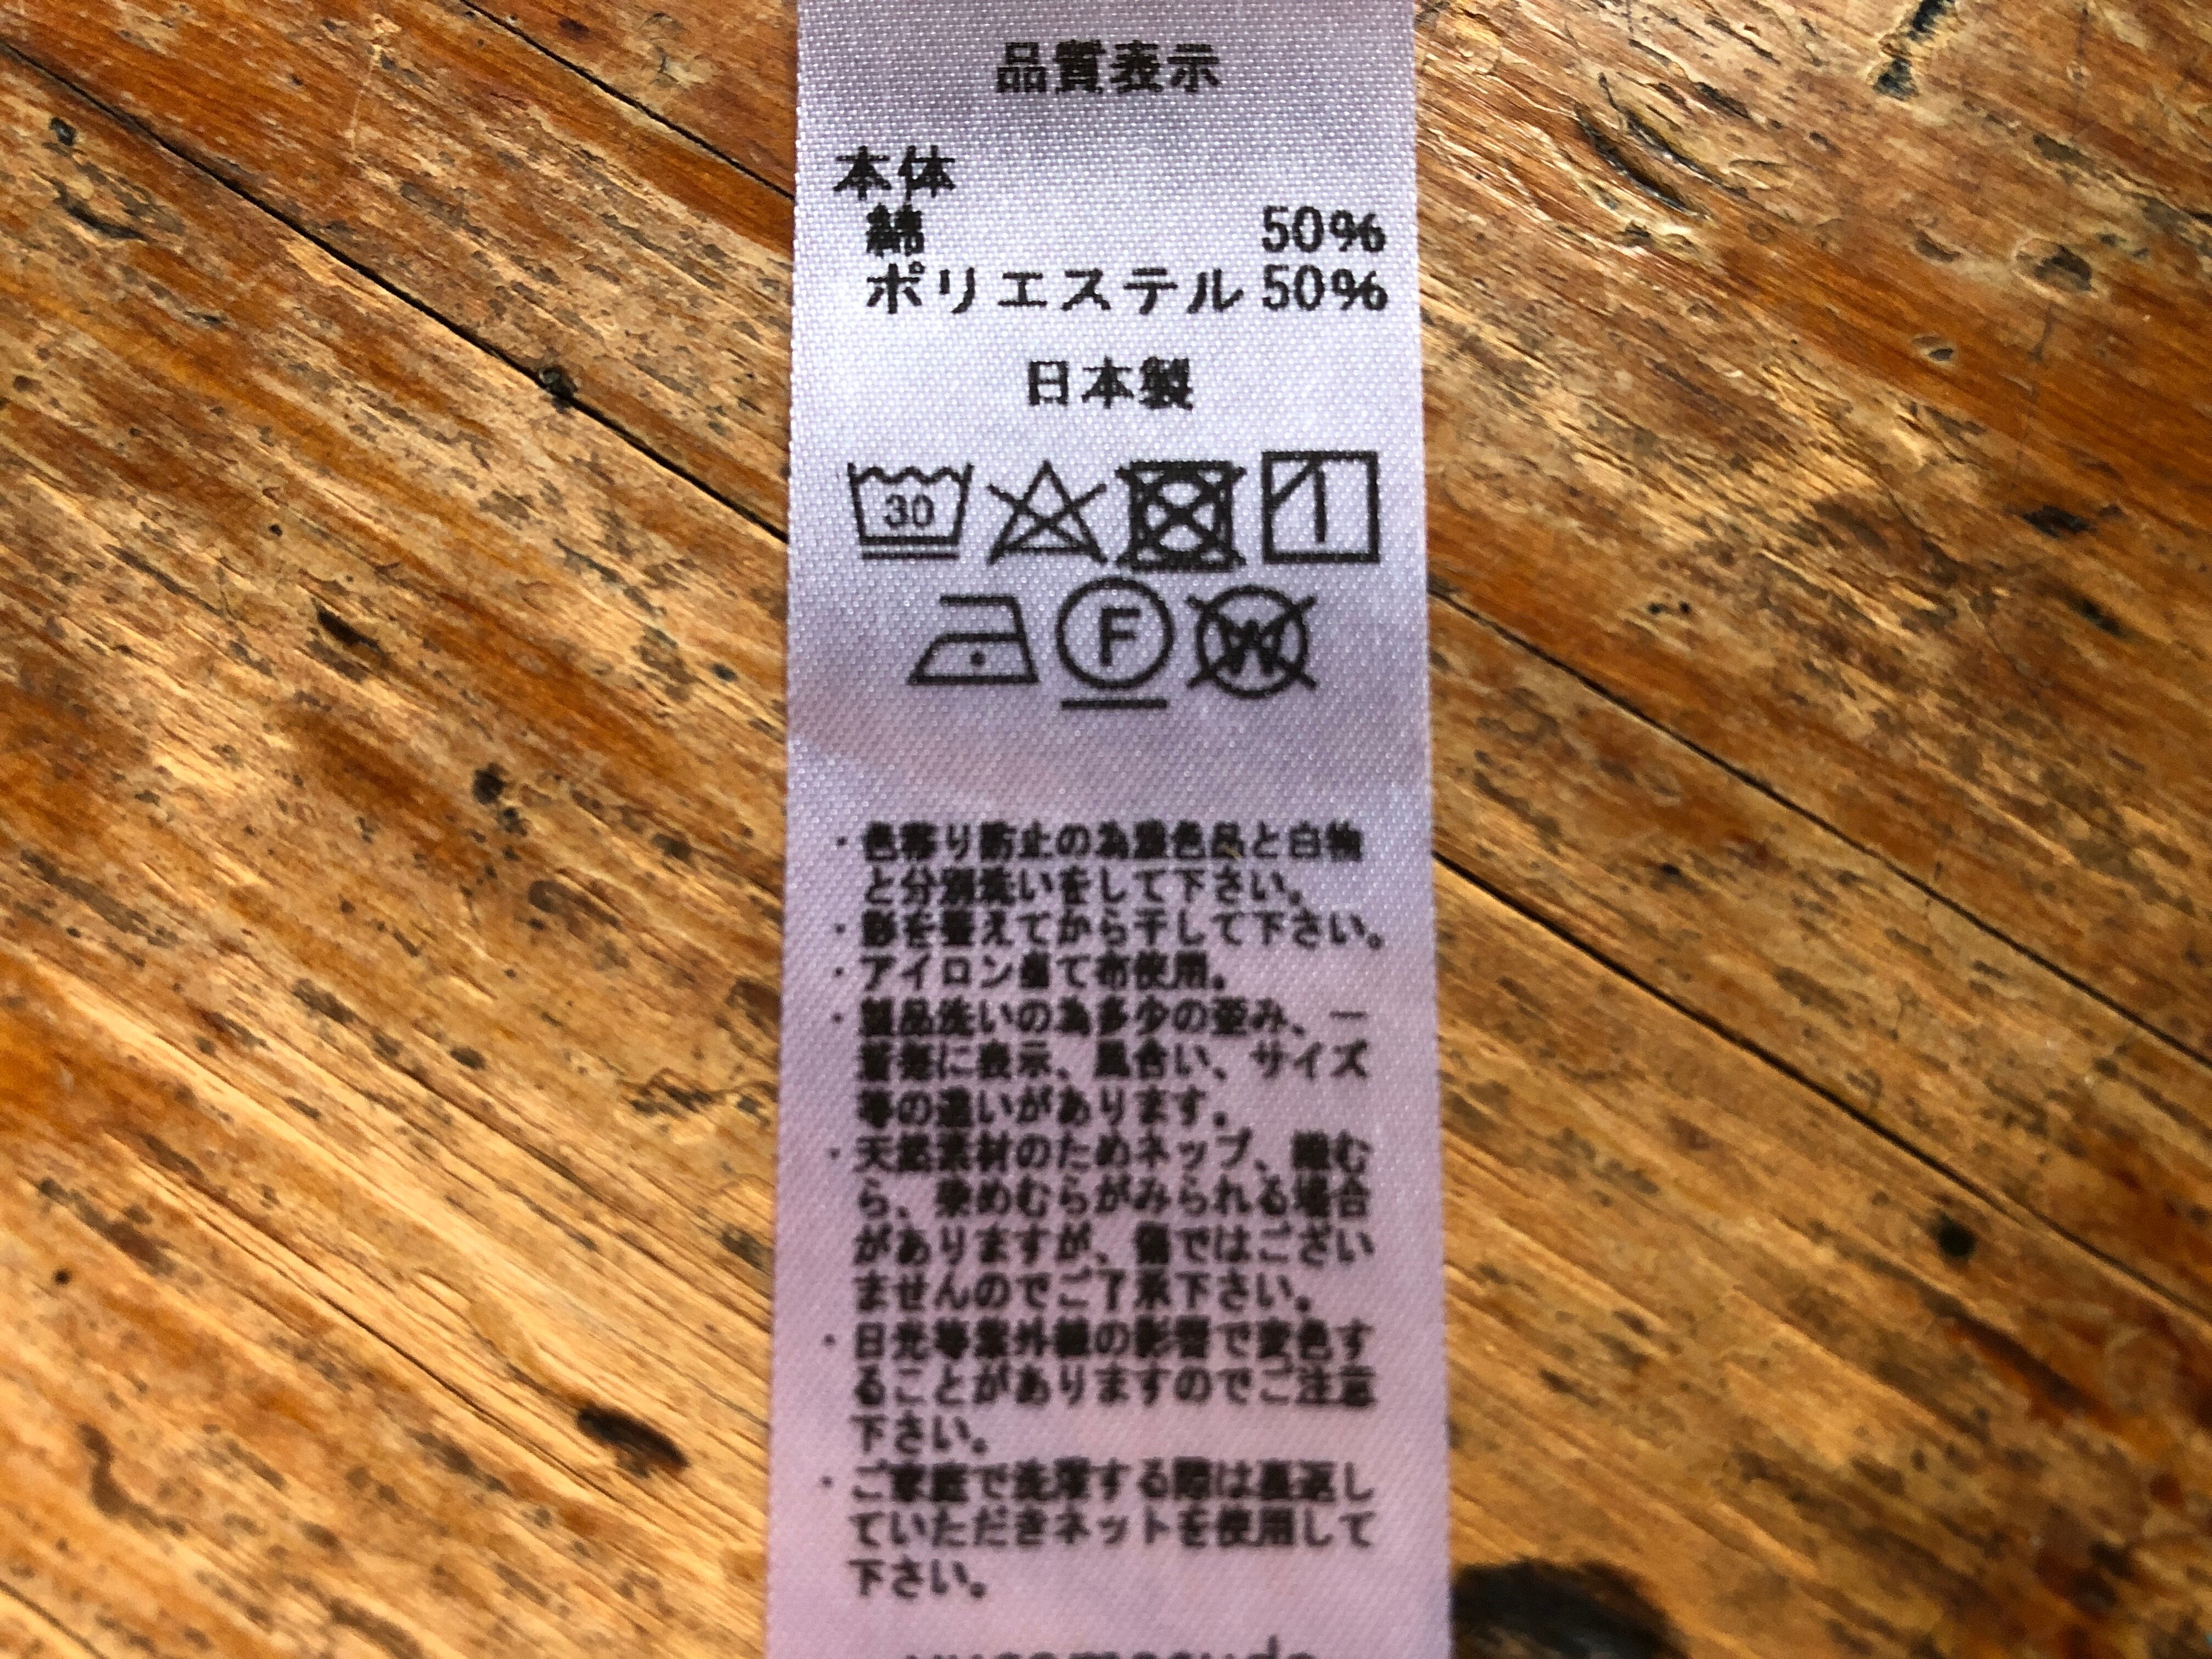 品質表示
本体
綿 50%
ポリエステル 50%
日本製
30
F
W
・色移り防止の為濃色品と白物
と分別洗いをして下さい。
・形を整えてから干して下さい。
・アイロン当て布使用。
・製品洗いの為多少の歪み、一
着毎に表示、風合い、サイズ
等の違いがあります。
・天然素材のためネップ、織む
ら、染めむらがみられる場合
がありますが、傷ではござい
ませんのでご了承下さい。
・日光等紫外線の影響で変色す
ることがありますのでご注意
下さい。
・ご家庭で洗濯する際は裏返し
ていただきネットを使用して
下さい。